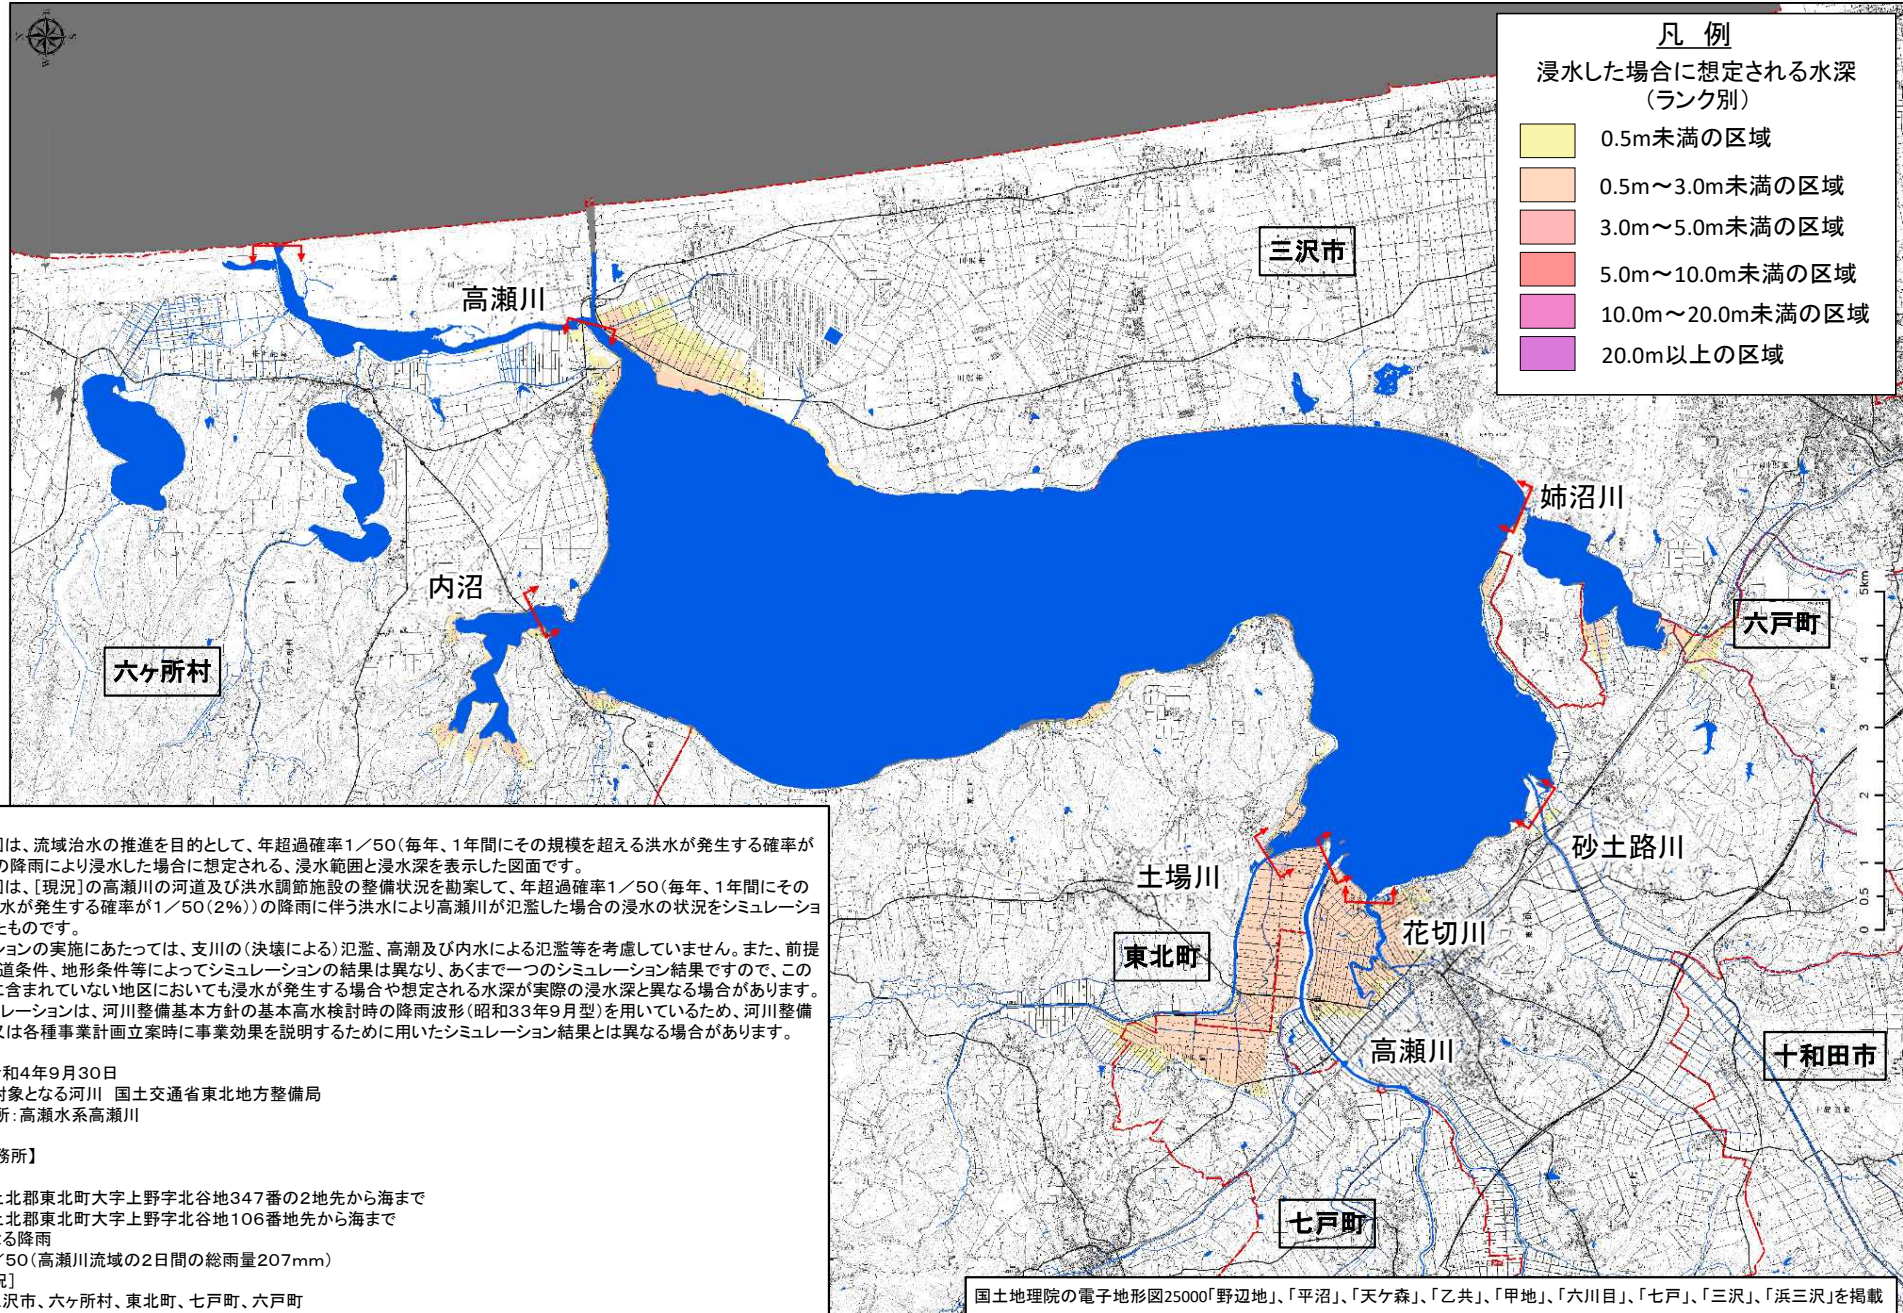 凡 例
浸水した場合に想定される水深
(ランク別)
0.5m未満の区域
0.5m～3.0m未満の区域
3.0m～5.0m未満の区域
5.0m～10.0m未満の区域
10.0m～20.0m未満の区域
20.0m以上の区域
三沢市
高瀬川
姉沼川
内沼
六戸町
六ヶ所村
5km
4
3
2
1
0.5
0
砂土路川
土場川
花切川
東北町
高瀬川
十和田市
七戸町
図は、流域治水の推進を目的として、年超過確率1／50(毎年、1年間にその規模を超える洪水が発生する確率が
の降雨により浸水した場合に想定される、浸水範囲と浸水深を表示した図面です。
図は、[現況]の高瀬川の河道及び洪水調節施設の整備状況を勘案して、年超過確率1／50(毎年、1年間にその
水が発生する確率が1／50(2%))の降雨に伴う洪水により高瀬川が氾濫した場合の浸水の状況をシミュレーショ
たものです。
ションの実施にあたっては、支川の(決壊による)氾濫、高潮及び内水による氾濫等を考慮していません。また、前提
道条件、地形条件等によってシミュレーションの結果は異なり、あくまで一つのシミュレーション結果ですので、この
に含まれていない地区においても浸水が発生する場合や想定される水深が実際の浸水深と異なる場合があります。
レーションは、河川整備基本方針の基本高水検討時の降雨波形(昭和33年9月型)を用いているため、河川整備
又は各種事業計画立案時に事業効果を説明するために用いたシミュレーション結果とは異なる場合があります。
和4年9月30日
対象となる河川 国土交通省東北地方整備局
所:高瀬水系高瀬川
務所】
上北郡東北町大字上野字北谷地347番の2地先から海まで
上北郡東北町大字上野字北谷地106番地先から海まで
る降雨
／50(高瀬川流域の2日間の総雨量207mm)
況]
沢市、六ヶ所村、東北町、七戸町、六戸町
国土地理院の電子地形図25000「野辺地」、「平沼」、「天ケ森」、「乙共」、「甲地」、「六川目」、「七戸」、「三沢」、「浜三沢」を掲載